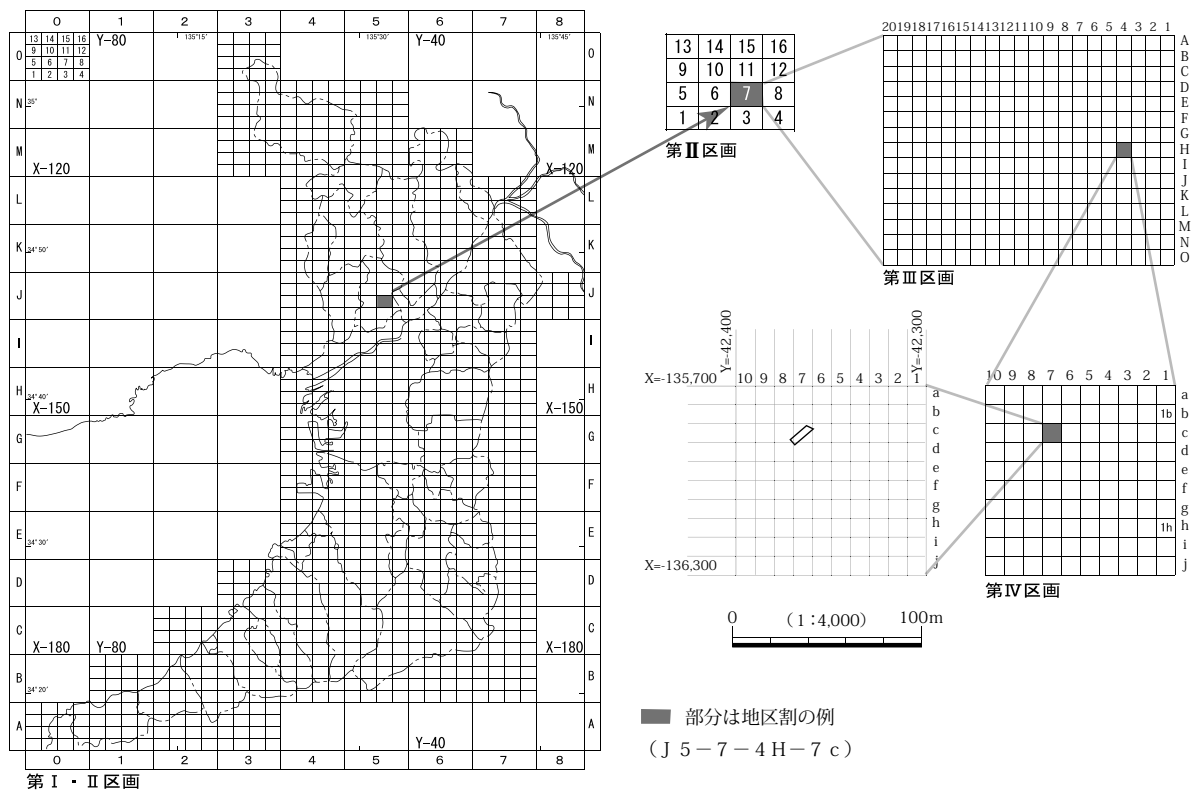 0 1 2 3 4 5 6 7 8
13 14 15 16
9 10 11 12
5 6 7 8
1 2 3 4
Y-80 135°15′ 135°30′ Y-40 135°45′
O O
N 35° N
M M
X-120 X-120
L L
K 34°50′ K
J J
I I
H 34°40′ H
X-150 X-150
G G
F F
E 34°30′ E
D D
C C
X-180 Y-80 X-180
B 34°20′ B
A A
Y-40
0 1 2 3 4 5 6 7 8
第Ⅰ・Ⅱ区画
13 14 15 16
9 10 11 12
5 6 7 8
1 2 3 4
第Ⅱ区画
20 19 18 17 16 15 14 13 12 11 10 9 8 7 6 5 4 3 2 1
A
B
C
D
E
F
G
H
I
J
K
L
M
N
O
第Ⅲ区画
Y=-42,400 Y=-42,300
X=-135,700 10 9 8 7 6 5 4 3 2 1
a
b
c
d
e
f
g
h
i
j
X=-136,300
10 9 8 7 6 5 4 3 2 1
a
1b b
c
d
e
f
g
1h h
i
j
第Ⅳ区画
0 （1：4,000） 100m
部分は地区割の例
（J 5－7－4 H－7 c）